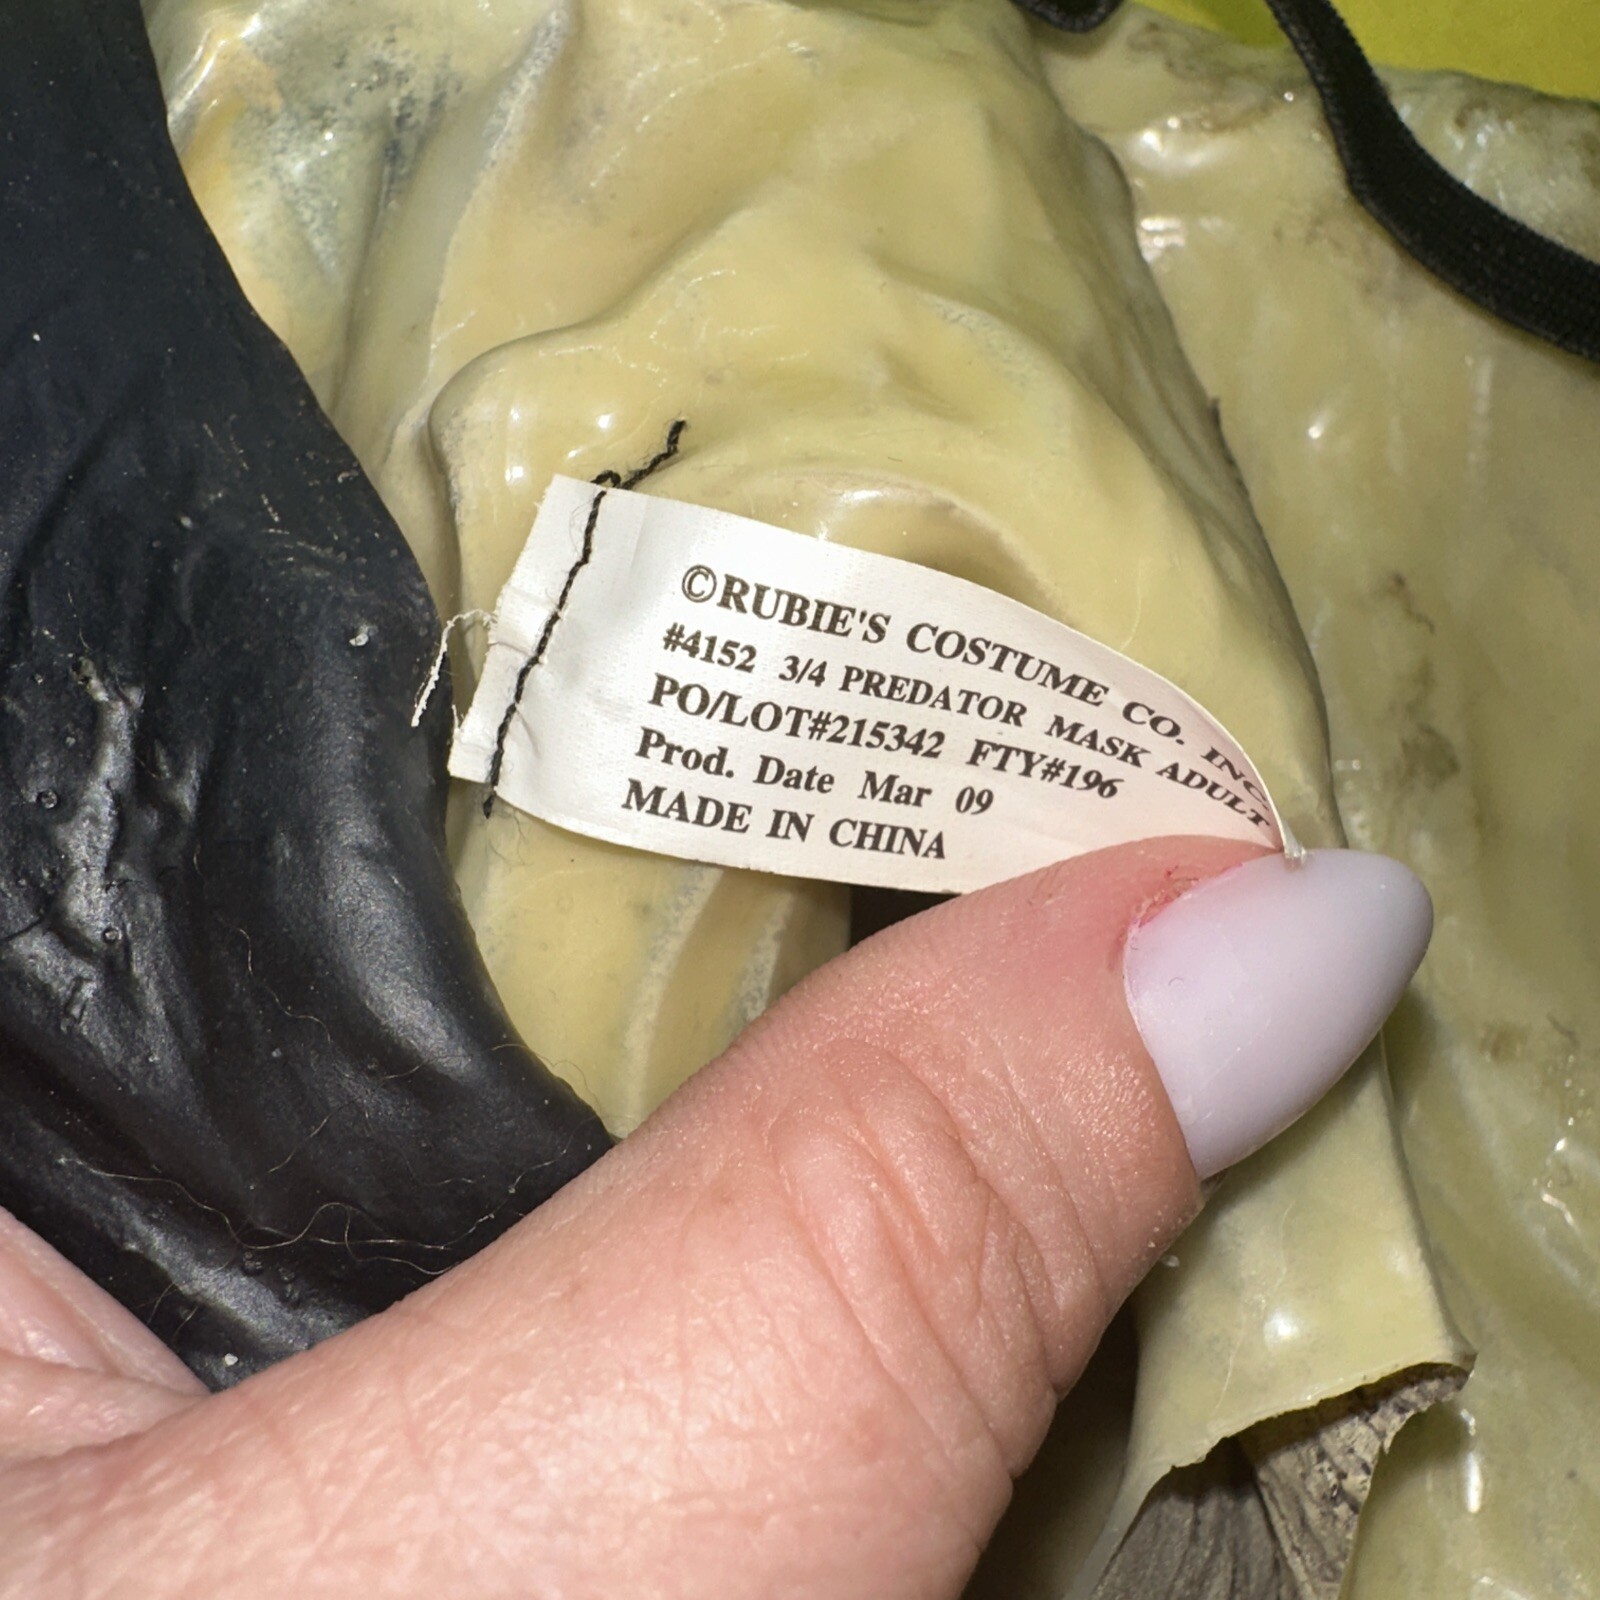 ©RUBIE'S COSTUME CO. INC.
#4152 3/4 PREDATOR MASK ADULT
PO/LOT#215342 FTY#196
Prod. Date Mar 09
MADE IN CHINA